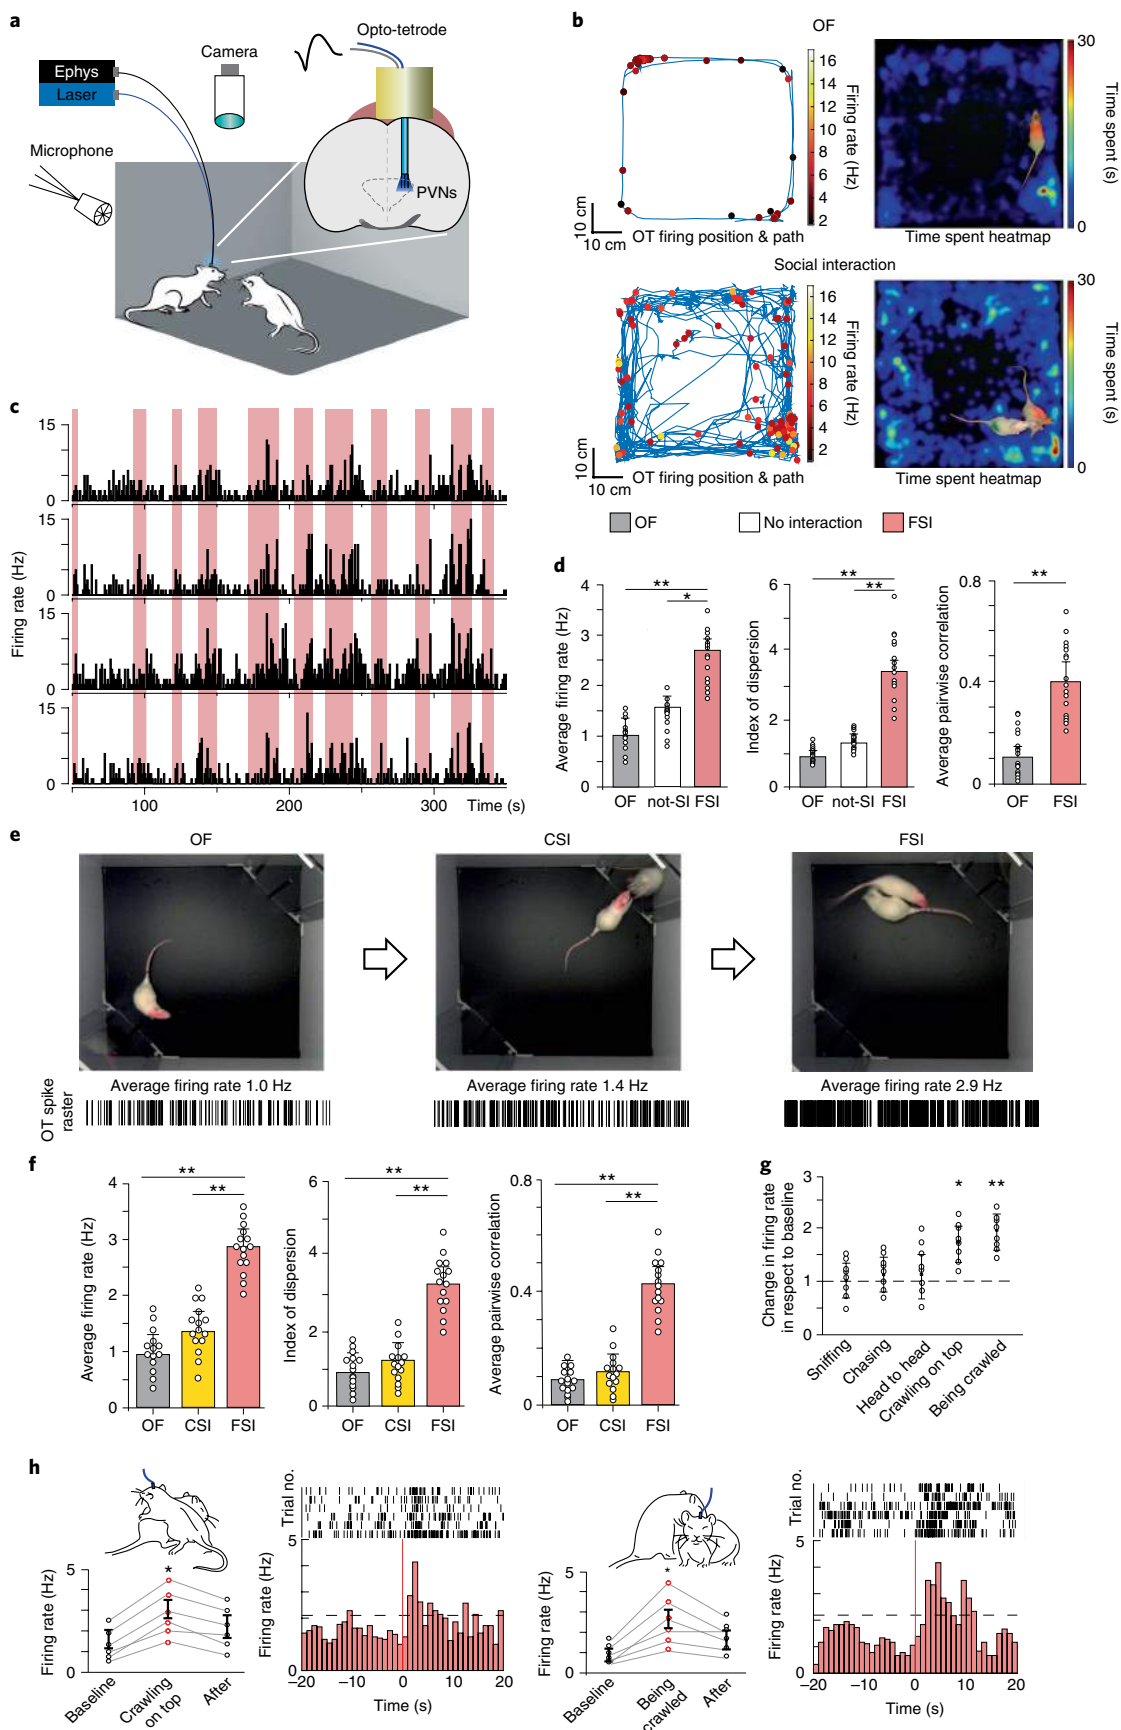 a
Opto-tetrode
Camera
Ephys
Laser
Microphone
PVNs
b
OF
16
14
12
10
8
6
4
2
Firing rate (Hz)
10 cm
10 cm
OT firing position & path
30
0
Time spent (s)
Time spent heatmap
Social interaction
16
14
12
10
8
6
4
2
Firing rate (Hz)
10 cm
10 cm
OT firing position & path
30
0
Time spent (s)
Time spent heatmap
OF
No interaction
FSI
c
15
0
15
0
15
0
15
0
Firing rate (Hz)
100
200
300
Time (s)
d
4
3
2
1
0
Average firing rate (Hz)
**
*
OF
not-SI
FSI
6
4
2
0
Index of dispersion
**
**
OF
not-SI
FSI
0.8
0.4
0
Average pairwise correlation
**
OF
FSI
e
OF
CSI
FSI
Average firing rate 1.0 Hz
Average firing rate 1.4 Hz
Average firing rate 2.9 Hz
OT spike
raster
f
4
3
2
1
0
Average firing rate (Hz)
**
**
OF
CSI
FSI
6
4
2
0
Index of dispersion
**
**
OF
CSI
FSI
0.8
0.4
0
Average pairwise correlation
**
**
OF
CSI
FSI
g
3
2
1
0
Change in firing rate
in respect to baseline
*
**
Sniffing
Chasing
Head to head
Crawling on top
Being crawled
h
5
0
Firing rate (Hz)
*
Baseline
Crawling
on top
After
Trial no.
5
0
Firing rate (Hz)
−20
−10
0
10
20
Time (s)
5
0
Firing rate (Hz)
*
Baseline
Being
crawled
After
Trial no.
5
0
Firing rate (Hz)
−20
−10
0
10
20
Time (s)